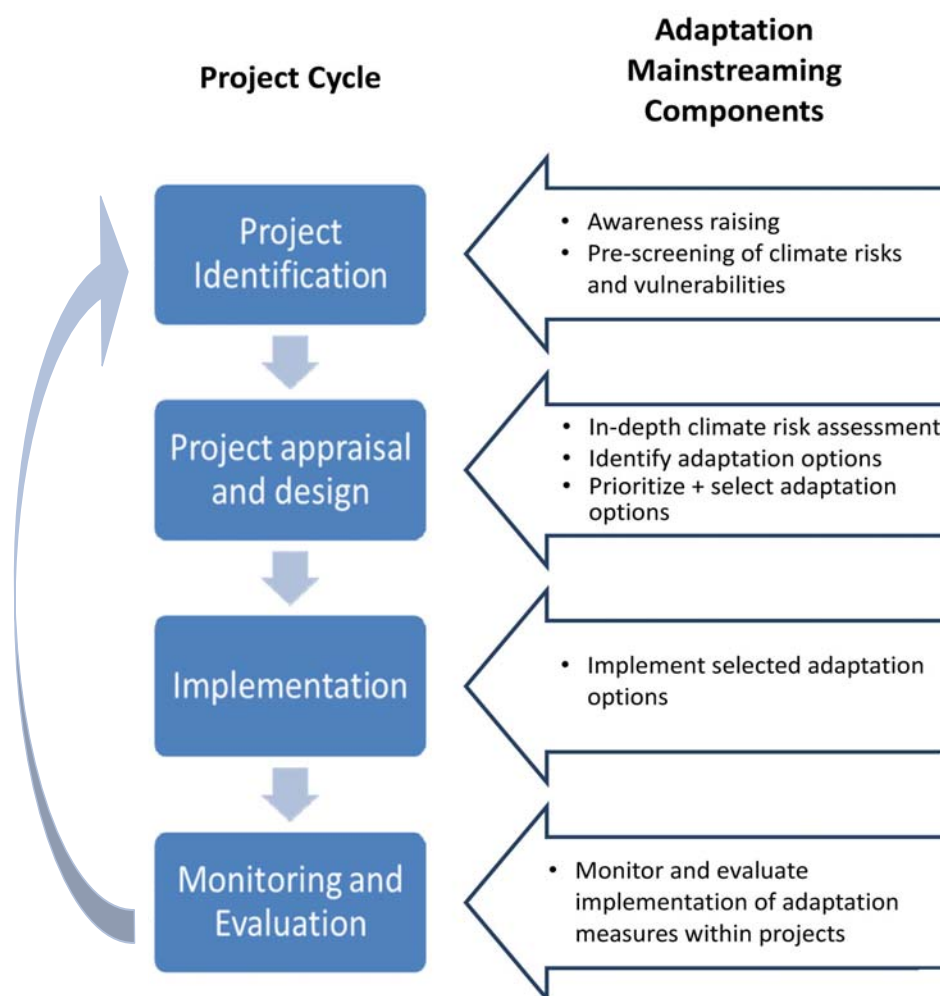 Project Cycle
Adaptation
Mainstreaming
Components
Project
Identification
• Awareness raising
• Pre-screening of climate risks
and vulnerabilities
Project appraisal
and design
• In-depth climate risk assessment
• Identify adaptation options
• Prioritize + select adaptation
options
Implementation
• Implement selected adaptation
options
Monitoring and
Evaluation
• Monitor and evaluate
implementation of adaptation
measures within projects